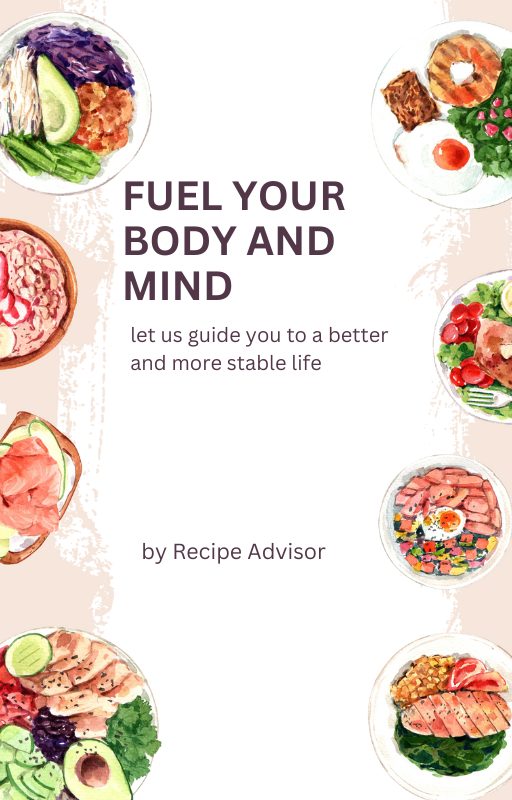 FUEL YOUR
BODY AND
MIND
let us guide you to a better
and more stable life
by Recipe Advisor